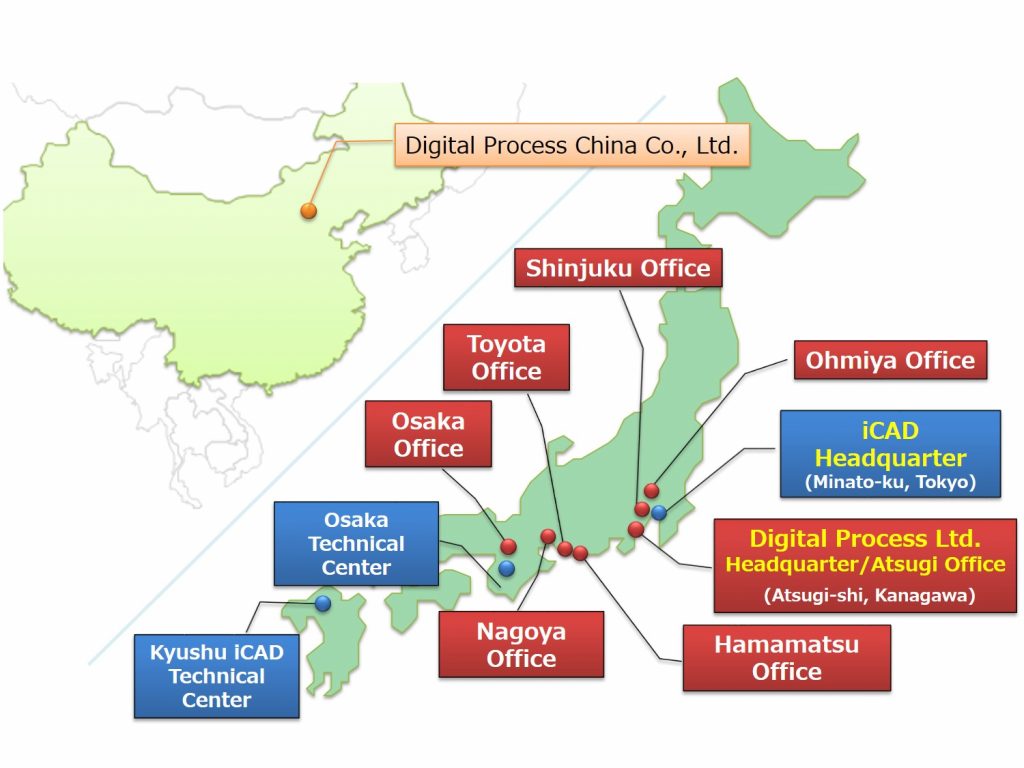 Digital Process China Co., Ltd.
Shinjuku Office
Toyota
Office
Ohmiya Office
Osaka
Office
iCAD
Headquarter
(Minato-ku, Tokyo)
Osaka
Technical
Center
Digital Process Ltd.
Headquarter/Atsugi Office
(Atsugi-shi, Kanagawa)
Nagoya
Office
Hamamatsu
Office
Kyushu iCAD
Technical
Center